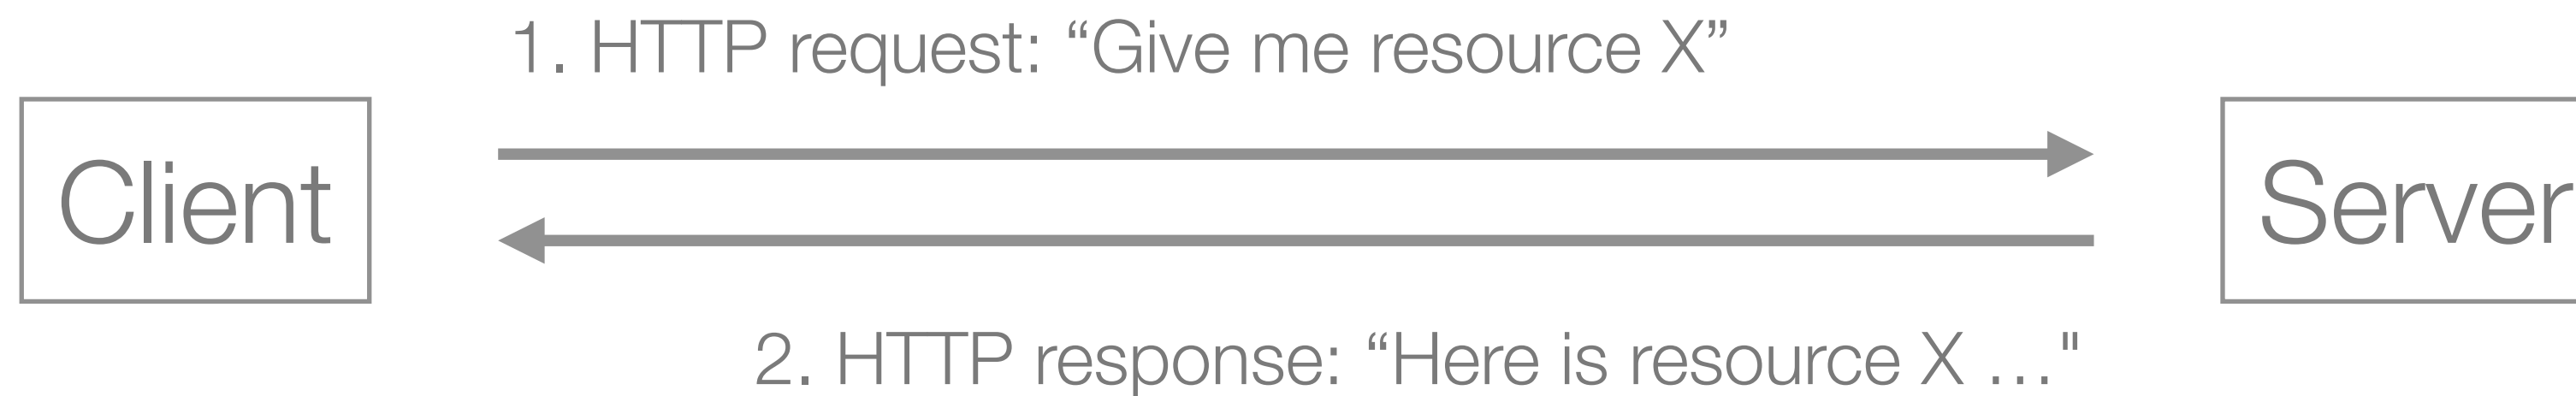 1. HTTP request: “Give me resource X”
Client
Server
2. HTTP response: “Here is resource X …"